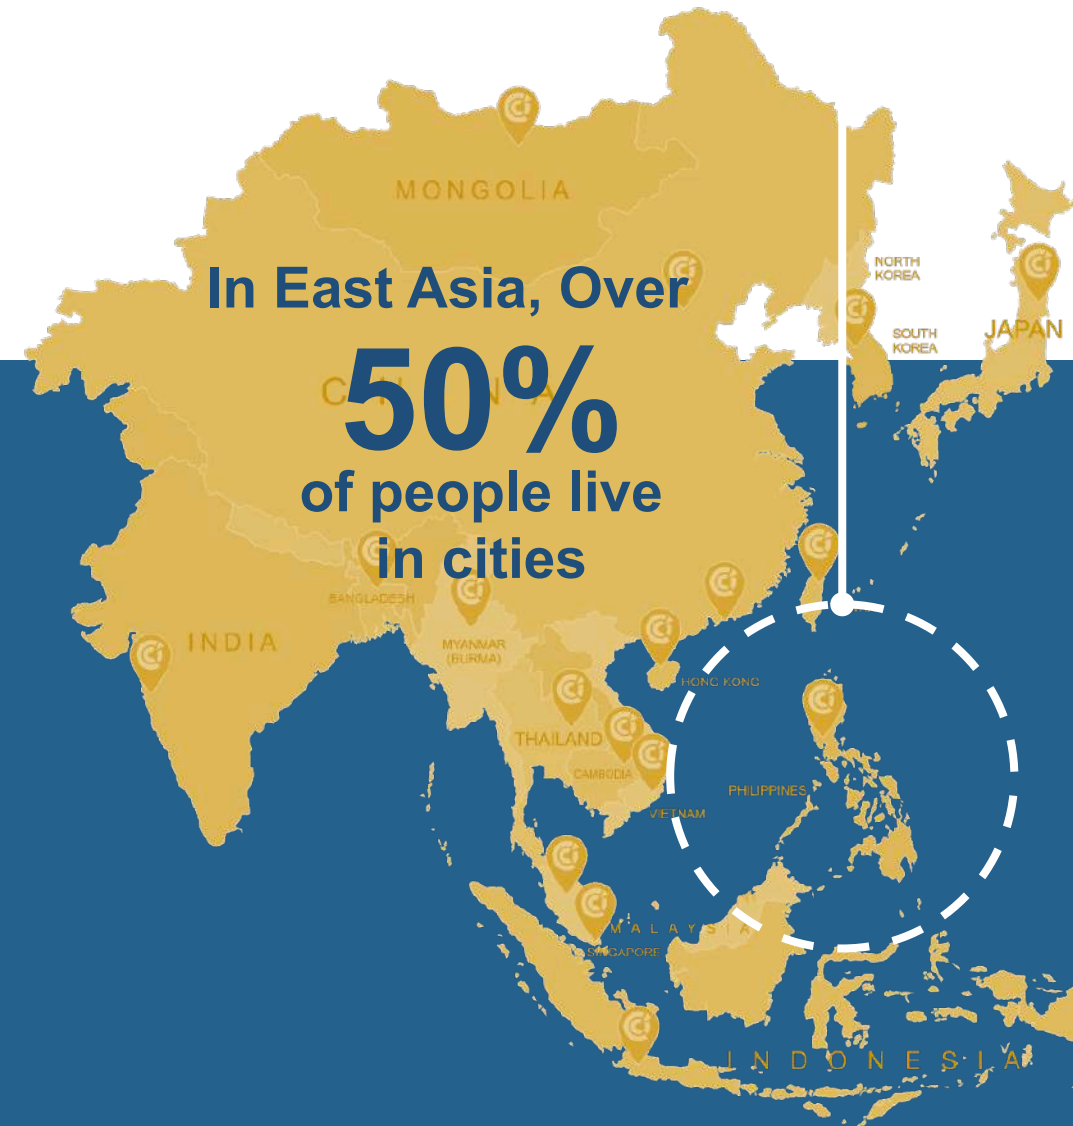 MONGOLIA
NORTH
KOREA
In East Asia, Over
SOUTH
KOREA
JAPAN
CHINA
50%
of people live
in cities
BANGLADESH
INDIA
MYANMAR
(BURMA)
HONG KONG
THAILAND
CAMBODIA
PHILIPPINES
VIETNAM
MALAYSIA
SINGAPORE
INDONESIA